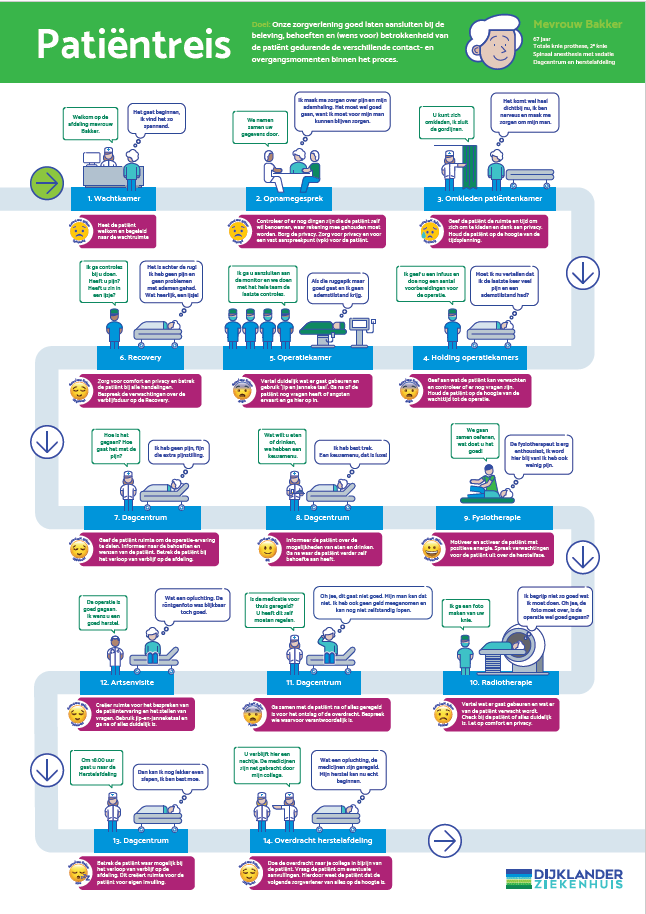 Patiëntreis
Doel: Onze zorgverlening goed laten aansluiten bij de
beleving, behoeften en (wens voor) betrokkenheid van
de patiënt gedurende de verschillende contact- en
overgangsmomenten binnen het proces.
Mevrouw Bakker
67 jaar
Totale knie prothese, 2e knie
Spinaal anesthesie met sedatie
Dagcentrum en herstelafdeling
Welkom op de
afdeling mevrouw
Bakker.
Het gaat beginnen,
ik vind het zo
spannend.
1. Wachtkamer
Heet de patiënt
welkom en begeleid
naar de wachtruimte
We nemen
samen uw
gegevens door.
Ik maak me zorgen over pijn en mijn
ademhaling. Het moet wel goed
gaan, want ik moet voor mijn man
kunnen blijven zorgen.
2. Opnamegesprek
Controleer of er nog dingen zijn die de patiënt zelf
wil benoemen, waar rekening mee gehouden moet
worden. Borg de privacy. Zorg voor privacy en voor
een vast aanspreekpunt (vpk) voor de patiënt.
U kunt zich
omkleden, ik sluit
de gordijnen.
Het komt wel heel
dichtbij nu, ik ben
nerveus en maak me
zorgen om mijn man.
3. Omkleden patiëntenkamer
Geef de patiënt de ruimte en tijd om
zich om te kleden en denk aan privacy.
Houd de patiënt op de hoogte van de
tijdsplanning.
Ik ga controles
bij u doen.
Heeft u pijn?
Heeft u zin in
een ijsje?
Het is achter de rug!
Ik heb geen pijn en
geen problemen
met ademen gehad.
Wat heerlijk, een ijsje!
6. Recovery
Zorg voor comfort en privacy en betrek
de patiënt bij alle handelingen.
Bespreek de verwachtingen over de
verblijfsduur op de Recovery.
Ik ga u aansluiten aan
de monitor en we doen
met het hele team de
laatste controles.
Als die ruggeprik maar
goed gaat en ik geen
ademstilstand krijg.
5. Operatiekamer
Vertel duidelijk wat er gaat gebeuren en
gebruik 'jip en janneke taal'. Ga na of de
patiënt nog vragen heeft of angsten
ervaart en ga hier op in.
Ik geef u een infuus en
doe nog een aantal
voorbereidingen voor
de operatie.
Moet ik nu vertellen dat
ik de laatste keer veel
pijn en een
ademstilstand had?
4. Holding operatiekamers
Geef aan wat de patiënt kan verwachten
en controleer of er nog vragen zijn.
Houd de patiënt op de hoogte van de
wachttijd tot de operatie.
Hoe is het
gegaan? Hoe
gaat het met de
pijn?
Ik heb geen pijn, fijn
die extra pijnstilling.
7. Dagcentrum
Geef de patiënt ruimte om de operatie-ervaring
te delen. Informeer naar de behoeften en
wensen van de patiënt. Betrek de patiënt bij
het verloop van verblijf op de afdeling.
Wat wilt u eten
of drinken,
we hebben een
keuzemenu.
Ik heb best trek.
Een keuzemenu, dat is luxe!
8. Dagcentrum
Informeer de patiënt over de
mogelijkheden van eten en drinken.
Ga na waar de patiënt verder zelf
behoefte aan heeft.
We gaan
samen oefenen,
wat doet u het
goed!
De fysiotherapeut is erg
enthousiast, ik word
hier blij van! Ik heb ook
weinig pijn.
9. Fysiotherapie
Motiveer en activeer de patiënt met
positieve energie. Spreek verwachtingen
voor de patiënt uit over de herstelfase.
De operatie is
goed gegaan.
Ik wens u een
goed herstel.
Wat een opluchting. De
röntgenfoto was blijkbaar
toch goed.
12. Artsenvisite
Creëer ruimte voor het bespreken van
de patiëntervaring en het stellen van
vragen. Gebruik jip-en-janneketaal en
ga na of alles duidelijk is.
Is de medicatie voor
thuis geregeld?
U heeft dit zelf
moeten regelen.
Oh jee, dit gaat niet goed. Mijn man kan dat
niet. Ik heb ook geen geld meegenomen en
kan nog niet zelfstandig lopen.
11. Dagcentrum
Ga samen met de patiënt na of alles geregeld
is voor het ontslag of de overdracht. Bespreek
wie waarvoor verantwoordelijk is.
Ik ga een foto
maken van uw
knie.
Ik begrijp niet zo goed wat
ik moet doen. Oh jee, de
foto moet over, is de
operatie wel goed gegaan?
10. Radiotherapie
Vertel wat er gaat gebeuren en wat er
van de patiënt verwacht wordt.
Check bij de patiënt of alles duidelijk
is. Let op comfort en privacy.
Om 16.00 uur
gaat u naar de
Herstelafdeling
Dan kan ik nog lekker even
slapen, ik ben best moe.
13. Dagcentrum
Betrek de patiënt waar mogelijk bij
het verloop van verblijf op de
afdeling. Dit creëert ruimte voor de
patiënt voor eigen invulling.
U verblijft hier een
nachtje. De medicijnen
zijn net gebracht door
mijn collega.
Wat een opluchting, de
medicijnen zijn geregeld.
Mijn herstel kan nu echt
beginnen.
14. Overdracht herstelafdeling
Doe de overdracht naar je collega in bijzijn van
de patiënt. Vraag de patiënt om eventuele
aanvullingen. Hierdoor weet de patiënt dat de
volgende zorgverlener van alles op de hoogte is.
DIJKLANDER
ZIEKENHUIS